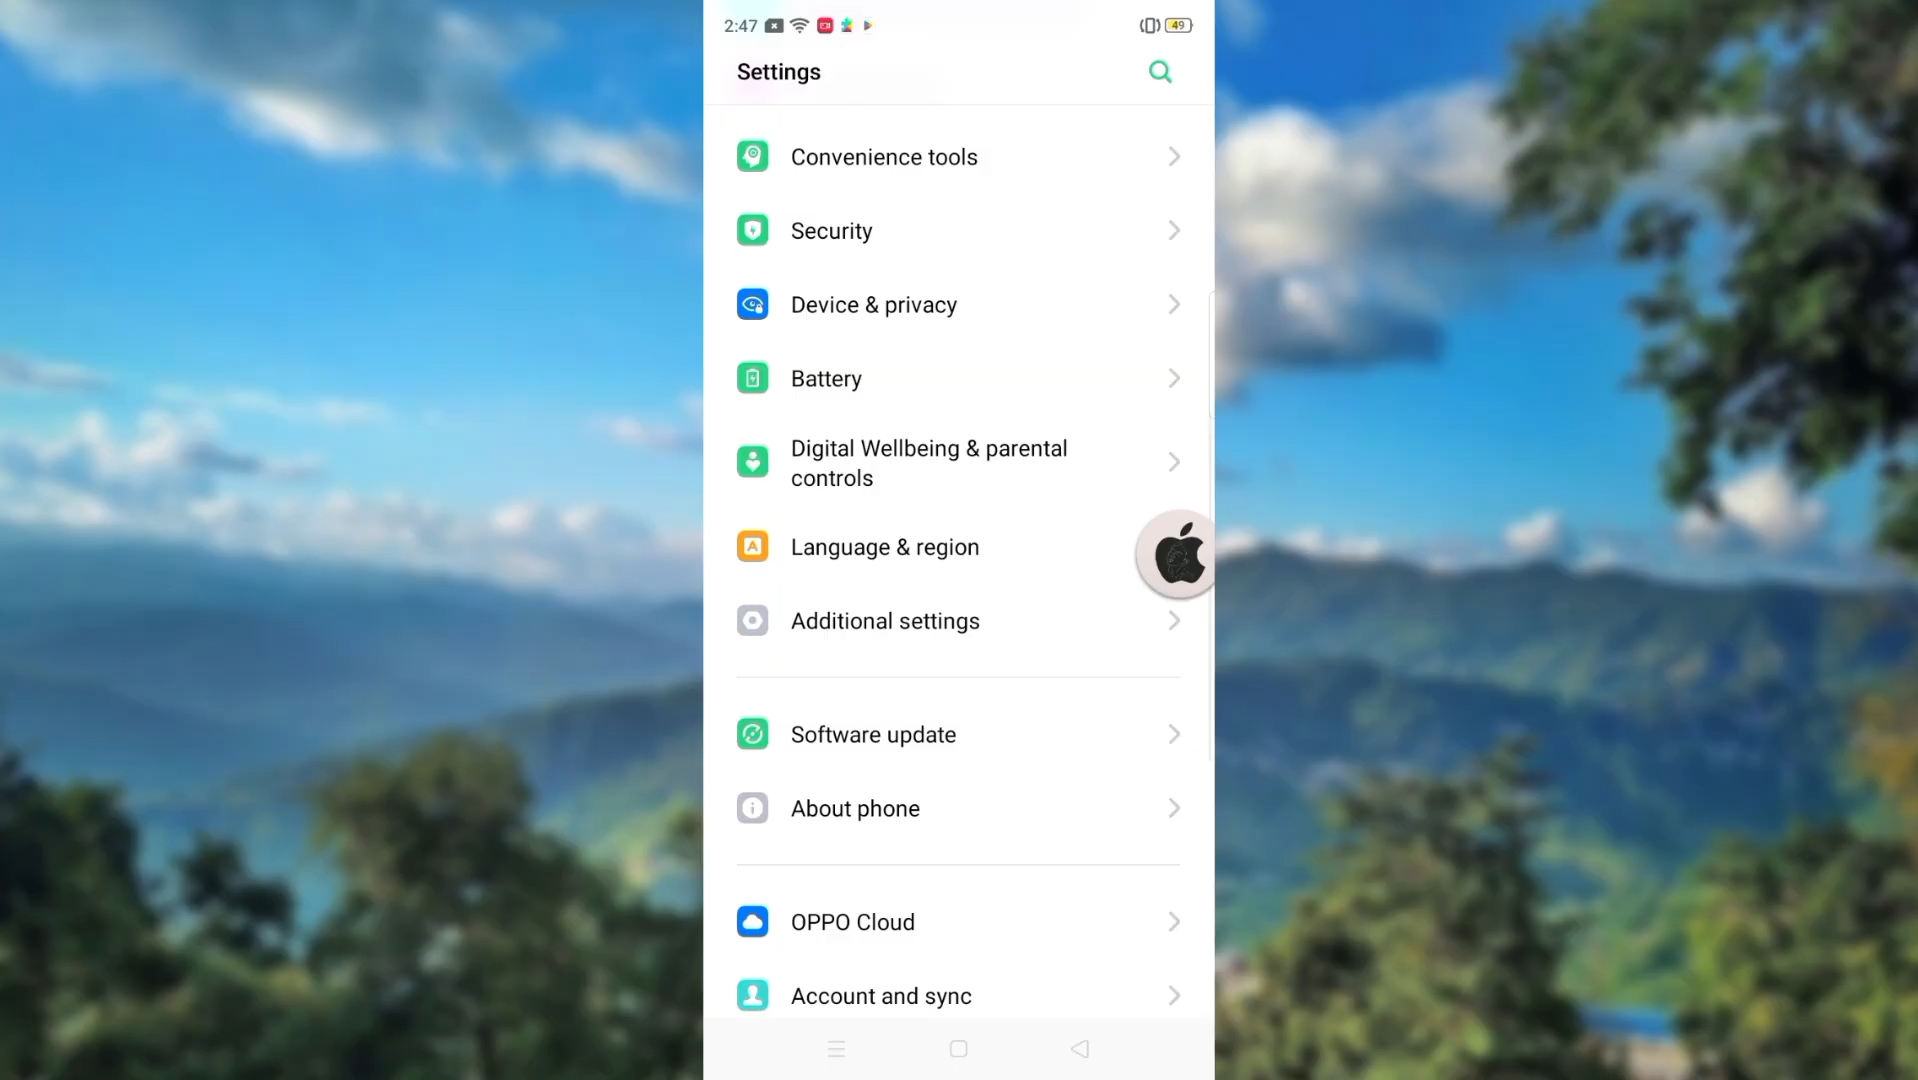 2:47
49
Settings
Convenience tools
Security
Device & privacy
Battery
Digital Wellbeing & parental
controls
A
Language & region
Additional settings
Software update
About phone
OPPO Cloud
Account and sync